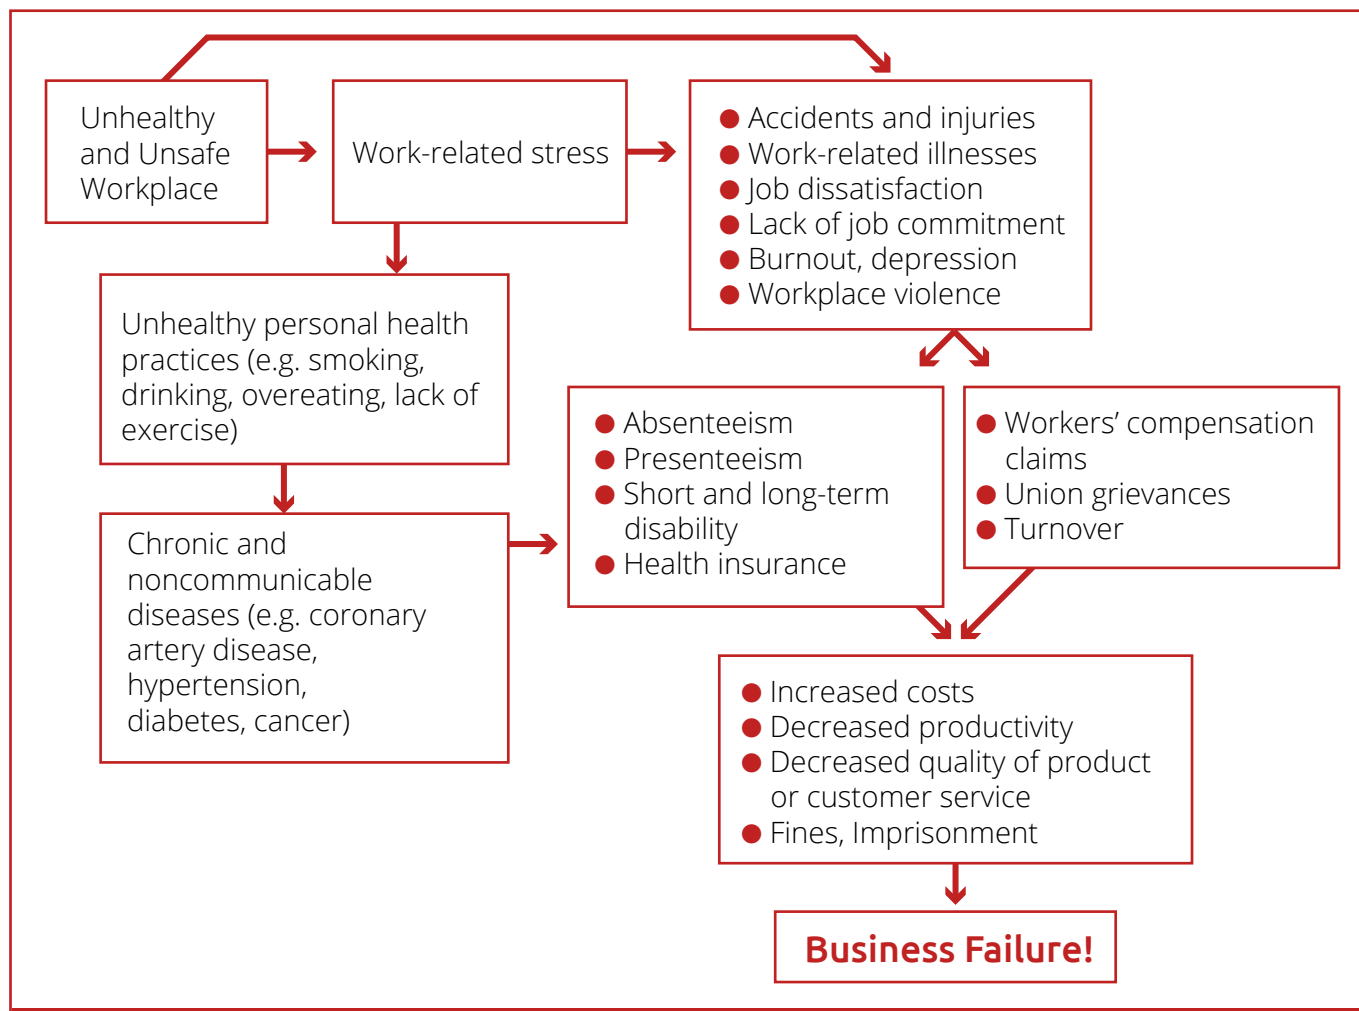 Unhealthy
and Unsafe
Workplace
Work-related stress
Accidents and injuries
Work-related illnesses
Job dissatisfaction
Lack of job commitment
Burnout, depression
Workplace violence
Unhealthy personal health
practices (e.g. smoking,
drinking, overeating, lack of
exercise)
Chronic and
noncommunicable
diseases (e.g. coronary
artery disease,
hypertension,
diabetes, cancer)
Absenteeism
Presenteeism
Short and long-term
disability
Health insurance
Workers’ compensation
claims
Union grievances
Turnover
Increased costs
Decreased productivity
Decreased quality of product
or customer service
Fines, Imprisonment
Business Failure!